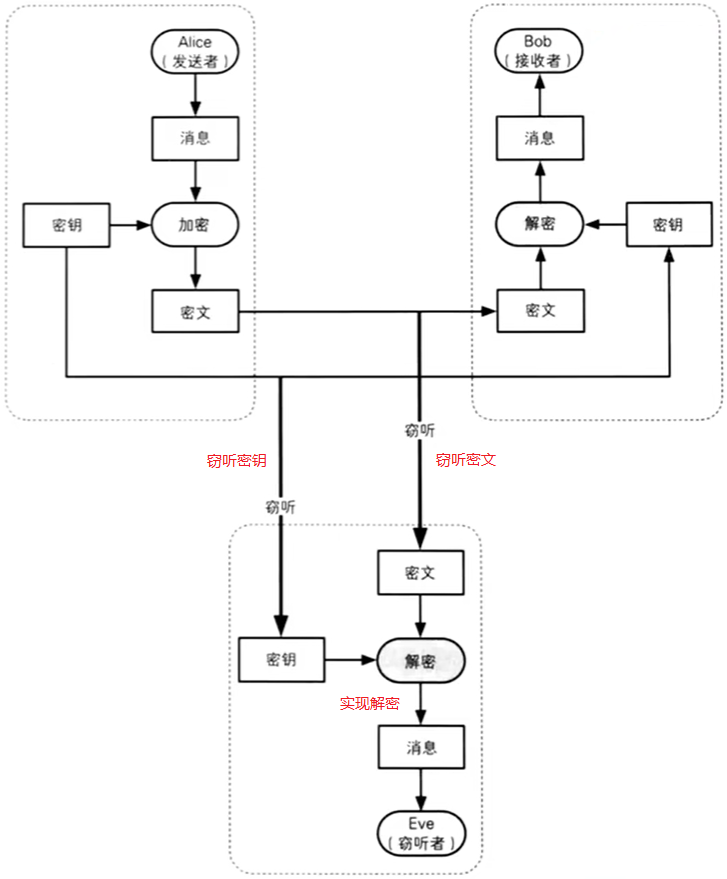 Alice
(发送者)
消息
密钥
加密
密文
Bob
(接收者)
消息
解密
密钥
密文
窃听
窃听密钥
窃听密文
窃听
密文
密钥
解密
实现解密
消息
Eve
(窃听者)